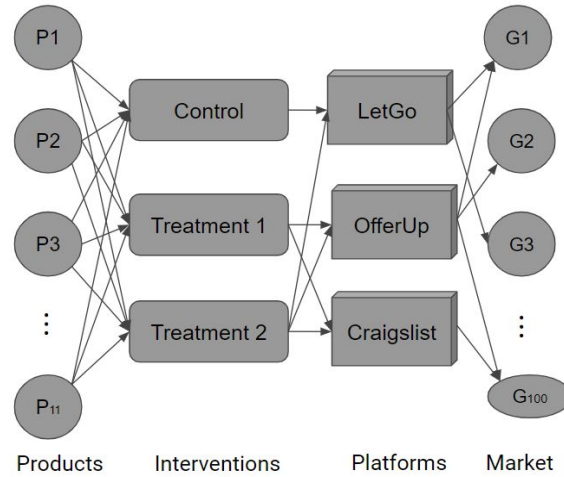 P1
G1
Control
LetGo
P2
G2
Treatment 1
OfferUp
P3
G3
Treatment 2
Craigslist
P11
G100
Products Interventions Platforms Market